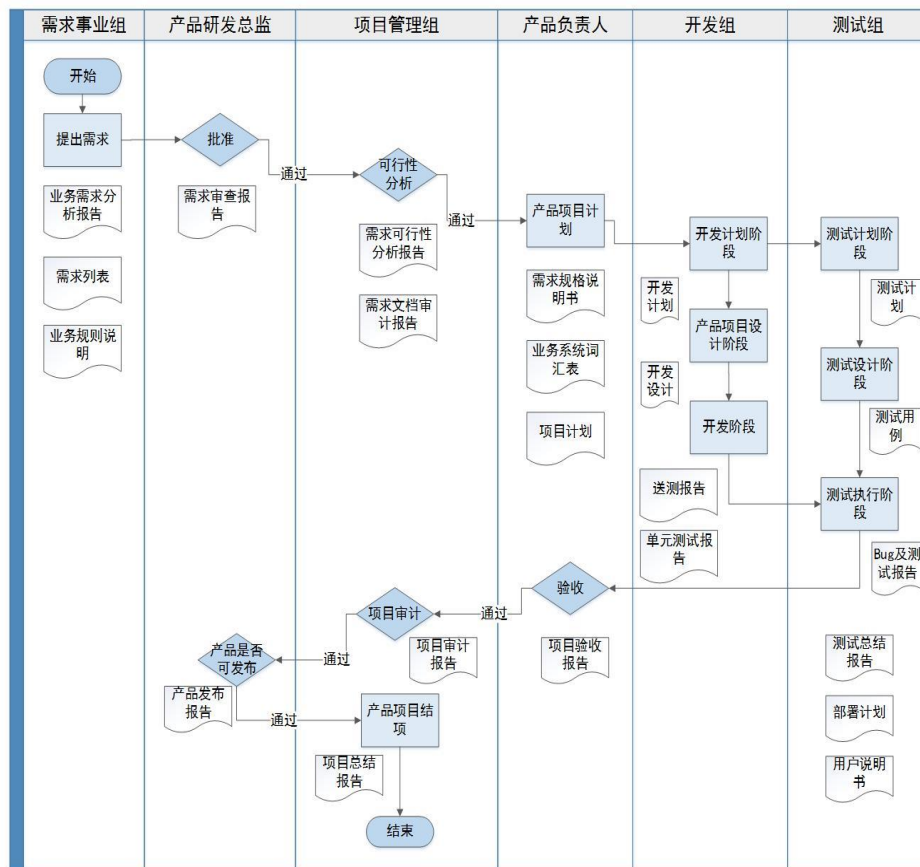 需求事业组
产品研发总监
项目管理组
产品负责人
开发组
测试组
开始
提出需求
批准
通过
可行性
分析
通过
业务需求分
析报告
需求审查报
告
需求可行性
分析报告
产品项目计
划
开发计划阶
段
测试计划阶
段
需求列表
需求文档审
计报告
需求规格说
明书
开发
计划
测试计
划
业务规则说
明
业务系统词
汇表
产品项目设
计阶段
测试设计阶
段
开发
设计
项目计划
开发阶段
测试用
例
送测报告
测试执行阶
段
单元测试报
告
Bug及测
试报告
验收
通过
项目审计
通过
产品是否
可发布
项目审计
报告
项目验收
报告
测试总结
报告
产品发布
报告
通过
产品项目结
项
部署计划
项目总结
报告
用户说明
书
结束